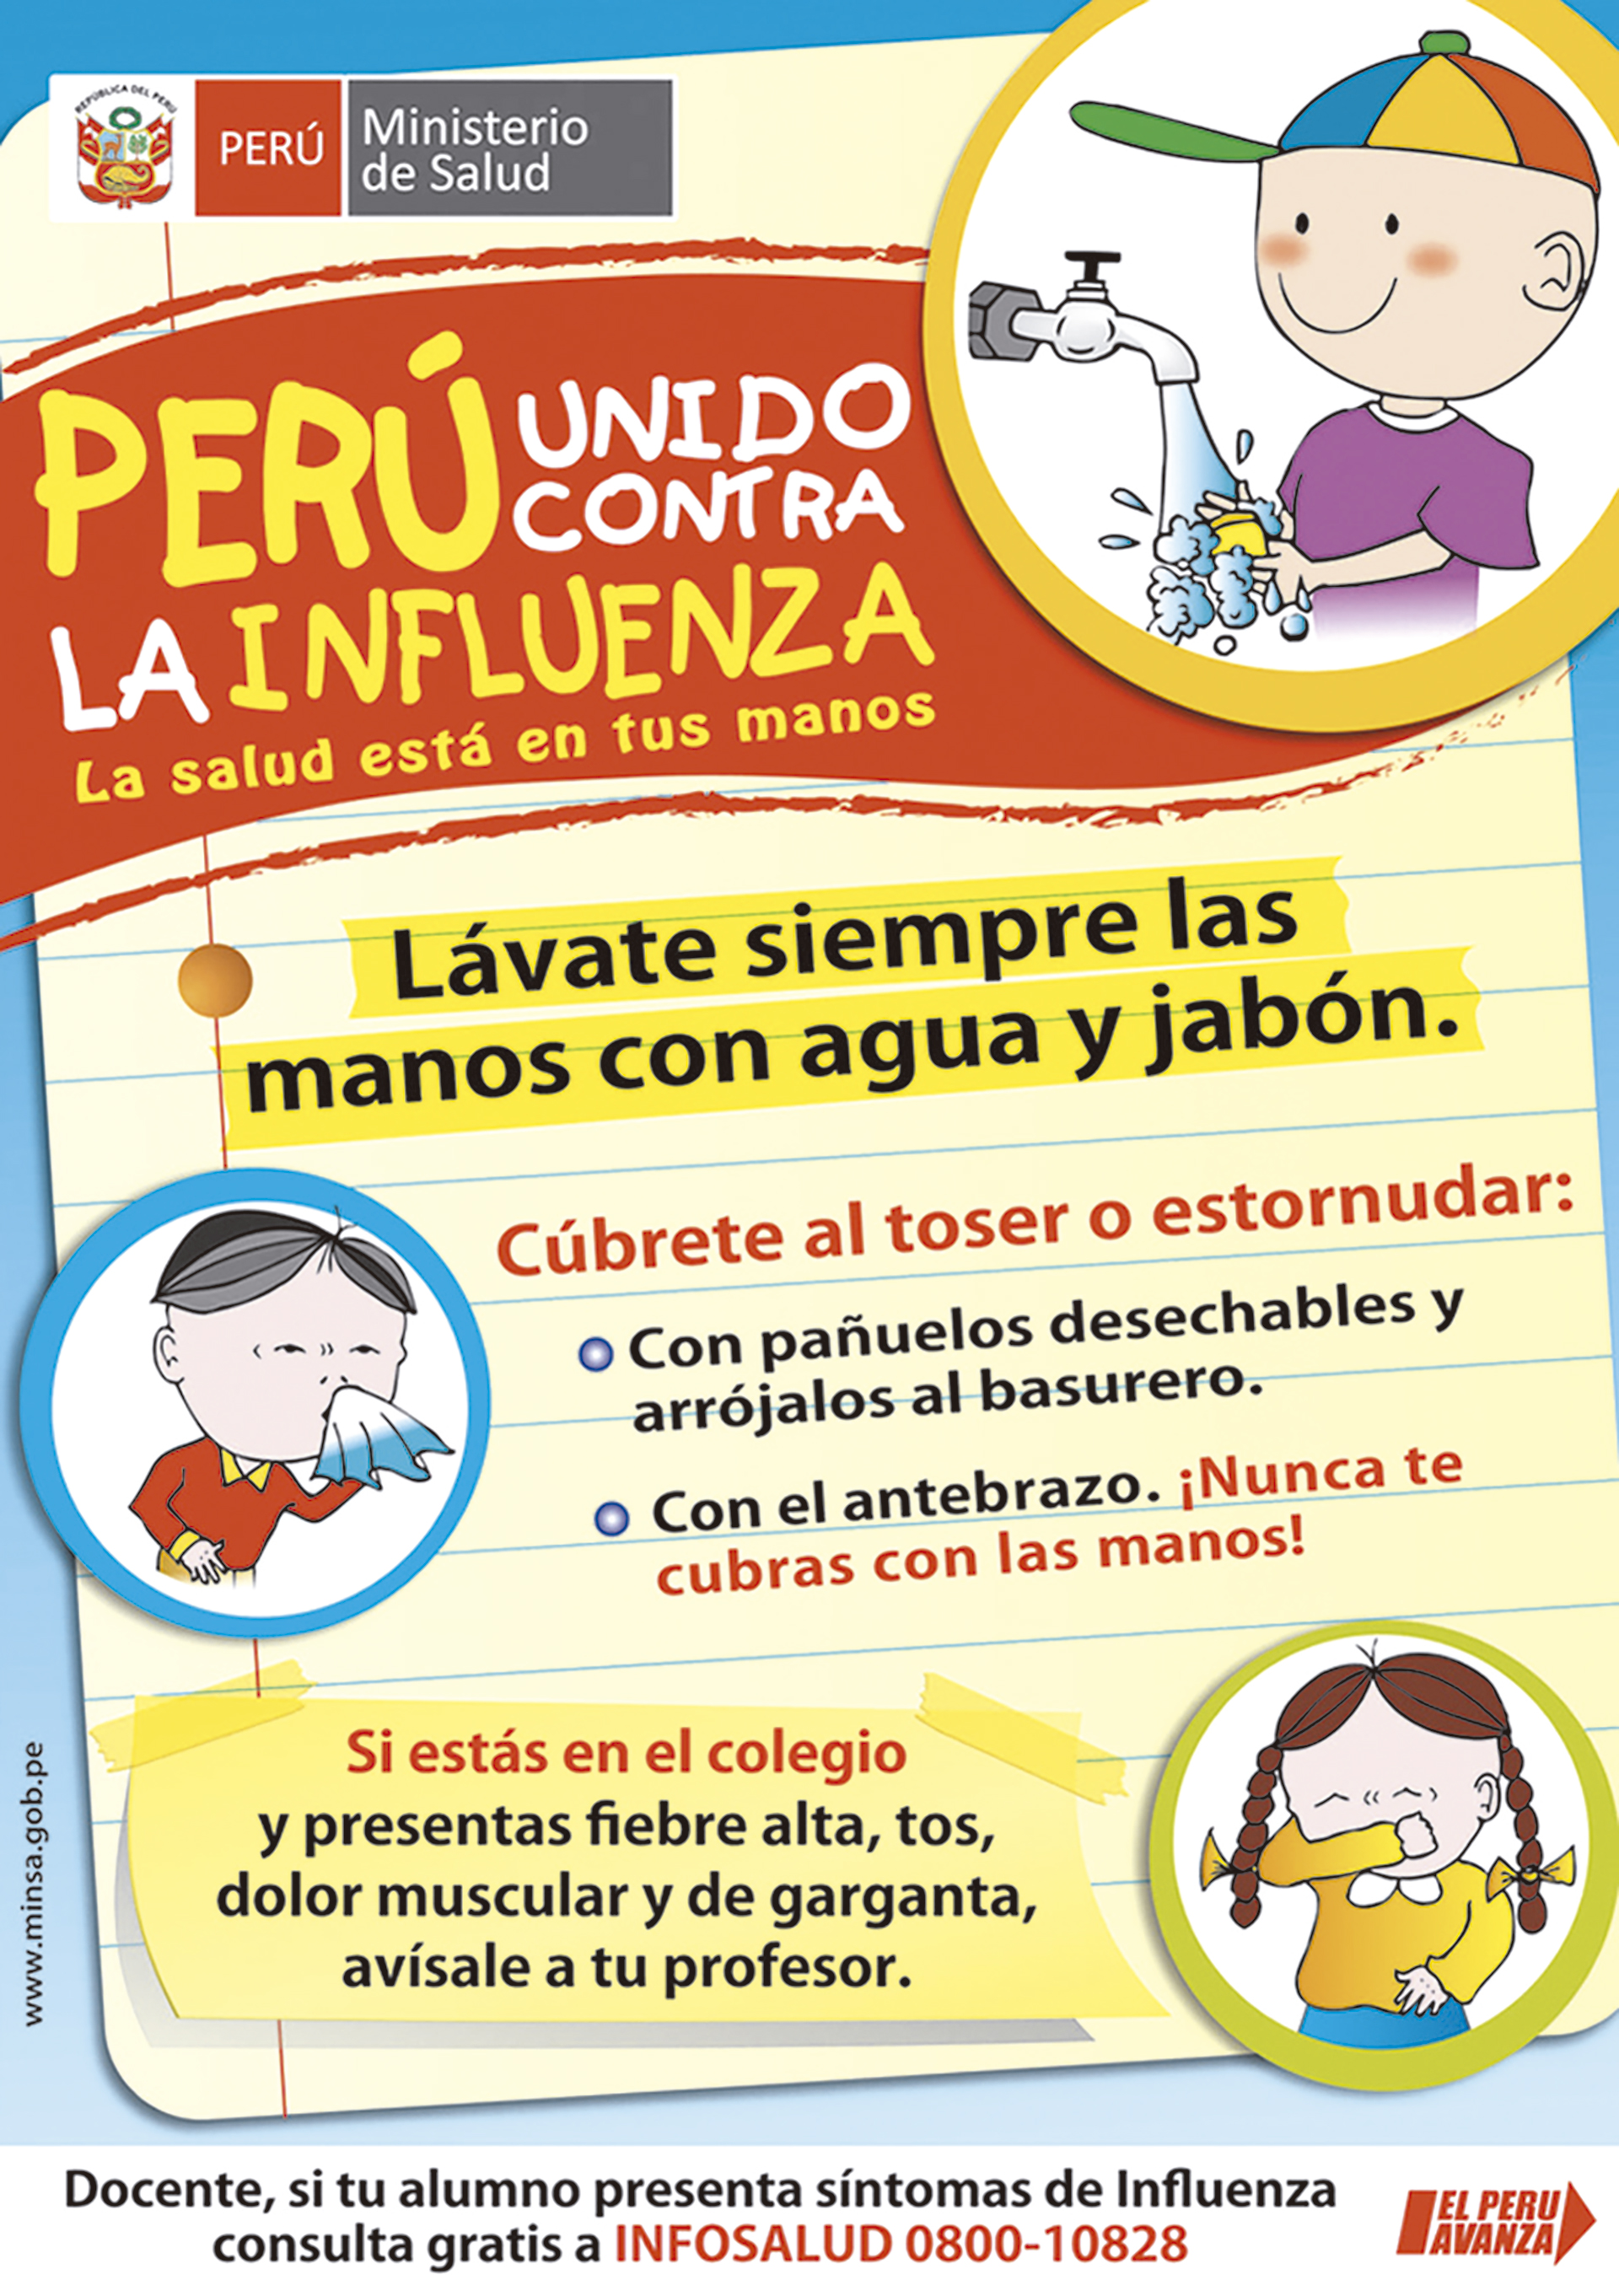 REPÚBLICA DEL PERÚ
PERÚ
Ministerio
de Salud
PERÚ UNIDO
CONTRA
LA INFLUENZA
La salud está en tus manos
Lávate siempre las
manos con agua y jabón.
Cúbrete al toser o estornudar:
Con pañuelos desechables y
arrójalos al basurero.
Con el antebrazo. ¡Nunca te
cubras con las manos!
Si estás en el colegio
y presentas fiebre alta, tos,
dolor muscular y de garganta,
avísale a tu profesor.
www.minsa.gob.pe
Docente, si tu alumno presenta síntomas de Influenza
consulta gratis a INFOSALUD 0800-10828
EL PERU
AVANZA